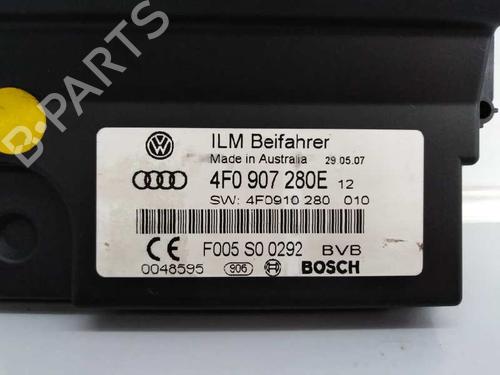 B-PARTS
ILM Beifahrer
Made in Australia 29.05.07
4F0 907 280E 12
SW: 4F0910 280 010
F005 S0 0292 BVB
0048595 906 BOSCH